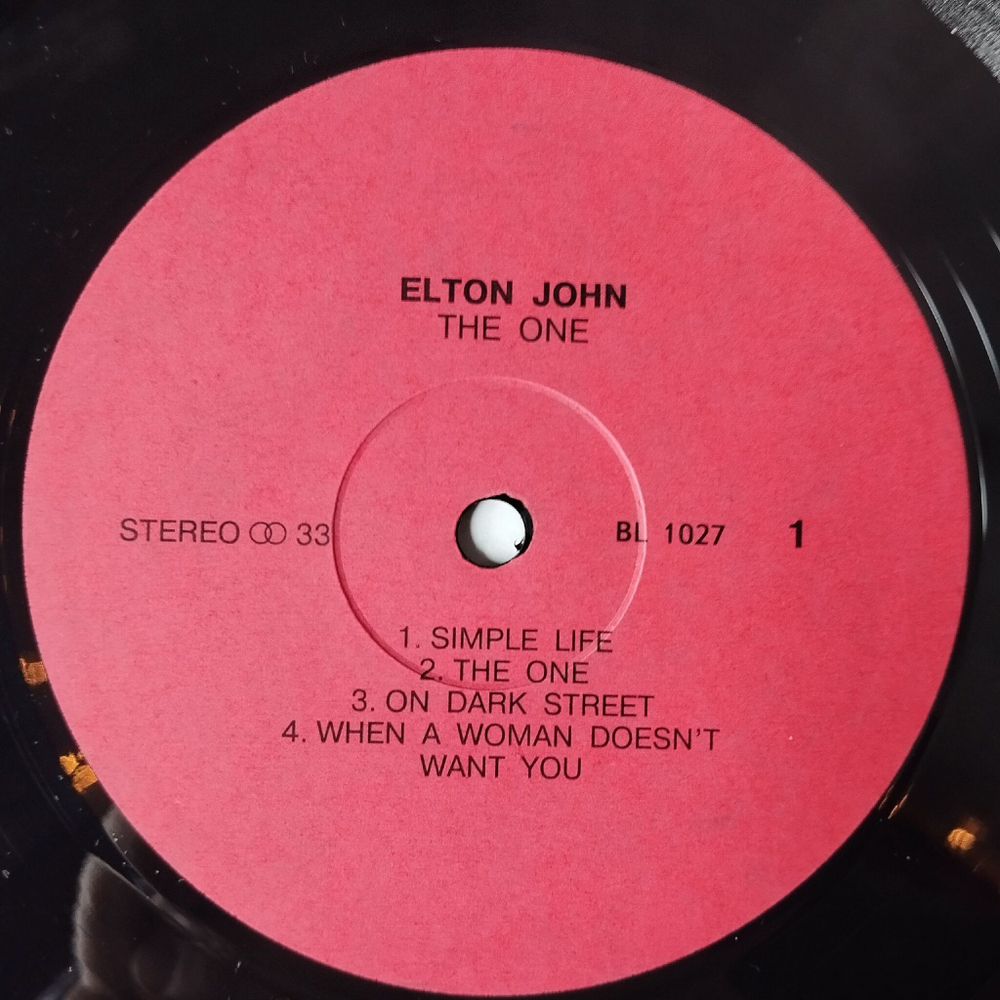 ELTON JOHN
THE ONE
STEREO ꝏ 33
BL 1027 1
1. SIMPLE LIFE
2. THE ONE
3. ON DARK STREET
4. WHEN A WOMAN DOESN'T
WANT YOU